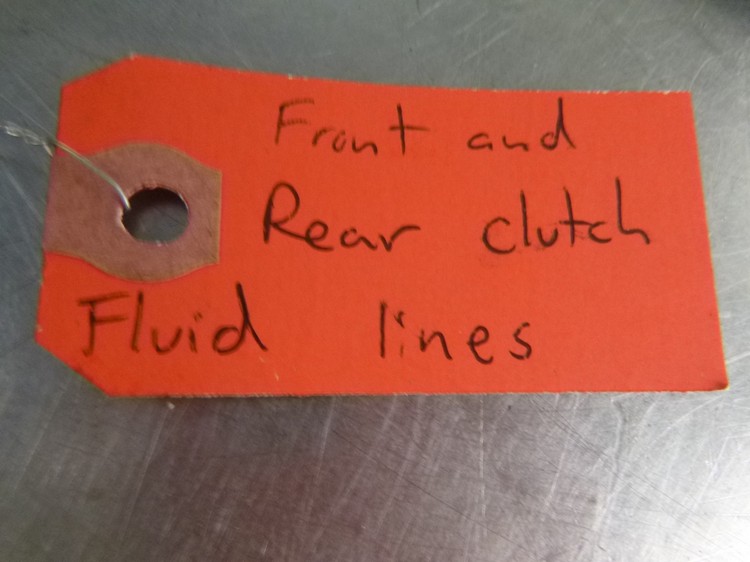 Front and
Rear clutch
Fluid lines